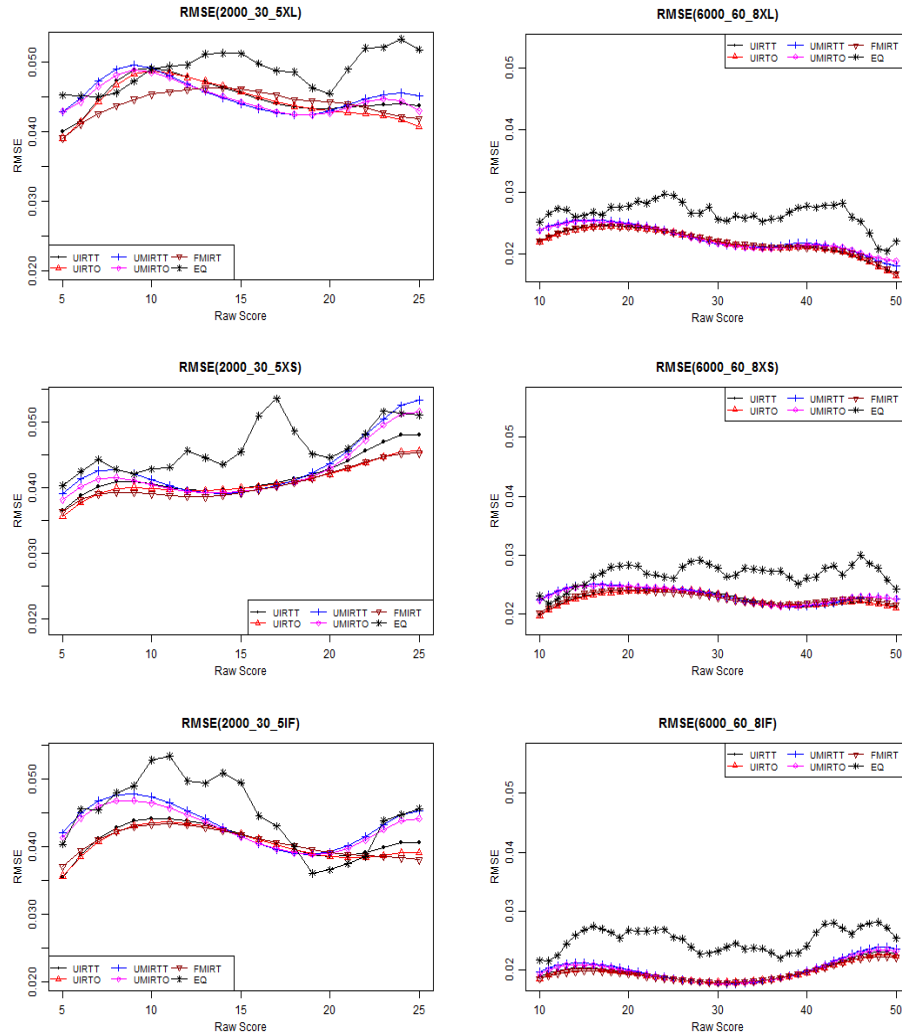 RMSE(2000_30_5XL)
RMSE
0.020 0.030 0.040 0.050
UIRTT UMIRTT FMIRT
UIRTO UMIRTO EQ
5 10 15 20 25
Raw Score
RMSE(6000_60_8XL)
RMSE
0.02 0.03 0.05
UIRTT UMIRTT FMIRT
UIRTO UMIRTO EQ
10 20 30 40 50
Raw Score
RMSE(2000_30_5XS)
RMSE
0.020 0.030 0.040 0.050
UIRTT UMIRTT FMIRT
UIRTO UMIRTO EQ
5 10 15 20 25
Raw Score
RMSE(6000_60_8XS)
RMSE
0.02 0.03 0.05
UIRTT UMIRTT FMIRT
UIRTO UMIRTO EQ
10 20 30 40 50
Raw Score
RMSE(2000_30_5IF)
RMSE
0.020 0.030 0.040 0.050
UIRTT UMIRTT FMIRT
UIRTO UMIRTO EQ
5 10 15 20 25
Raw Score
RMSE(6000_60_8IF)
RMSE
0.02 0.03 0.05
UIRTT UMIRTT FMIRT
UIRTO UMIRTO EQ
10 20 30 40 50
Raw Score